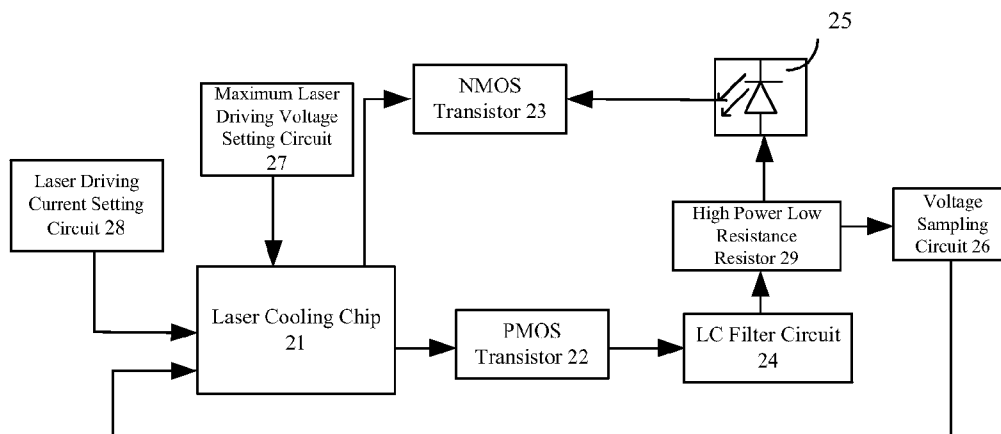 25
NMOS
Transistor 23
Maximum Laser
Driving Voltage
Setting Circuit
27
Laser Driving
Current Setting
Circuit 28
High Power Low
Resistance
Resistor 29
Voltage
Sampling
Circuit 26
Laser Cooling Chip
21
PMOS
Transistor 22
LC Filter Circuit
24